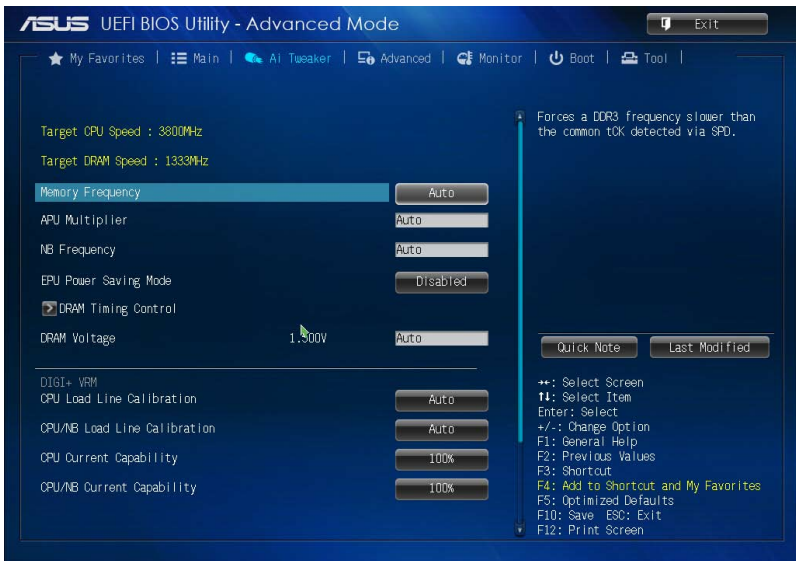 ASUS UEFI BIOS Utility - Advanced Mode
Exit
My Favorites | Main | Ai Tweaker | Advanced | Monitor | Boot | Tool |
Target CPU Speed : 3800MHz
Target DRAM Speed : 1333MHz
Memory Frequency Auto
APU Multiplier Auto
NB Frequency Auto
EPU Power Saving Mode Disabled
DRAM Timing Control
DRAM Voltage 1.500V Auto
DIGI+ VRM
CPU Load Line Calibration Auto
CPU/NB Load Line Calibration Auto
CPU Current Capability 100%
CPU/NB Current Capability 100%
Forces a DDR3 frequency slower than
the common tCK detected via SPD.
Quick Note Last Modified
→←: Select Screen
↑↓: Select Item
Enter: Select
+/-: Change Option
F1: General Help
F2: Previous Values
F3: Shortcut
F4: Add to Shortcut and My Favorites
F5: Optimized Defaults
F10: Save ESC: Exit
F12: Print Screen